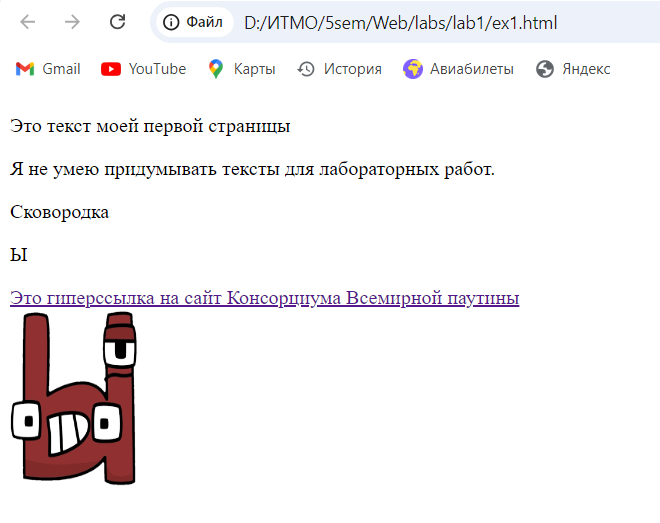 Файл D:/ИТМО/5sem/Web/labs/lab1/ex1.html
Gmail YouTube Карты История Авиабилеты Яндекс
Это текст моей первой страницы
Я не умею придумывать тексты для лабораторных работ.
Сковородка
Ы
Это гиперссылка на сайт Консорциума Всемирной паутины
Ы